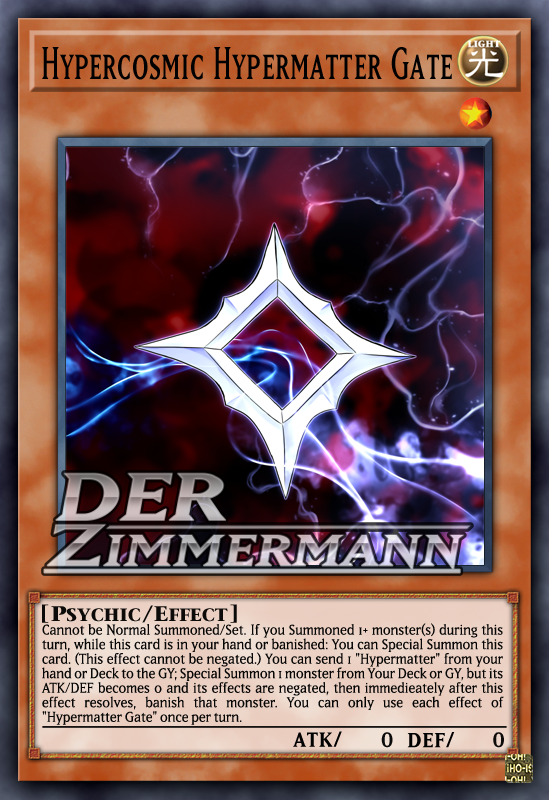 Hypercosmic Hypermatter Gate
LIGHT
光
DER
ZIMMERMANN
[Psychic/Effect]
Cannot be Normal Summoned/Set. If you Summoned 1+ monster(s) during this
turn, while this card is in your hand or banished: You can Special Summon this
card. (This effect cannot be negated.) You can send 1 "Hypermatter" from your
hand or Deck to the GY; Special Summon 1 monster from Your Deck or GY, but its
ATK/DEF becomes 0 and its effects are negated, then immedieately after this
effect resolves, banish that monster. You can only use each effect of
"Hypermatter Gate" once per turn.
ATK/ 0 DEF/ 0